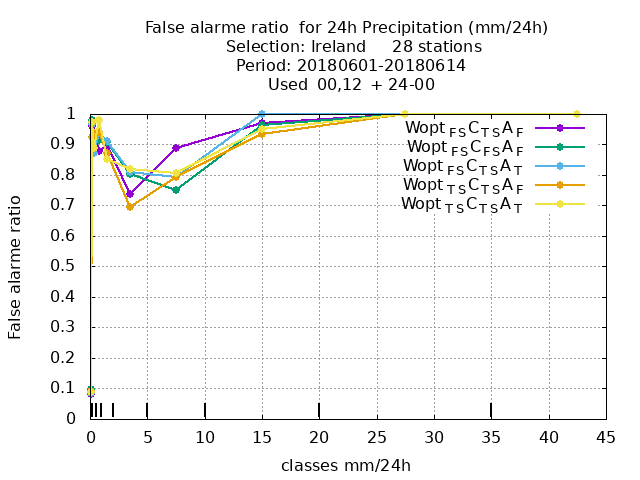 False alarme ratio  for 24h Precipitation (mm/24h)
Selection: Ireland     28 stations
Period: 20180601-20180614
Used  00,12  + 24-00
False alarme ratio
1
0.9
0.8
0.7
0.6
0.5
0.4
0.3
0.2
0.1
0
Wopt FS C TS A F
Wopt FS C FS A F
Wopt FS C TS A T
Wopt TS C TS A F
Wopt TS C TS A T
0 5 10 15 20 25 30 35 40 45
classes mm/24h